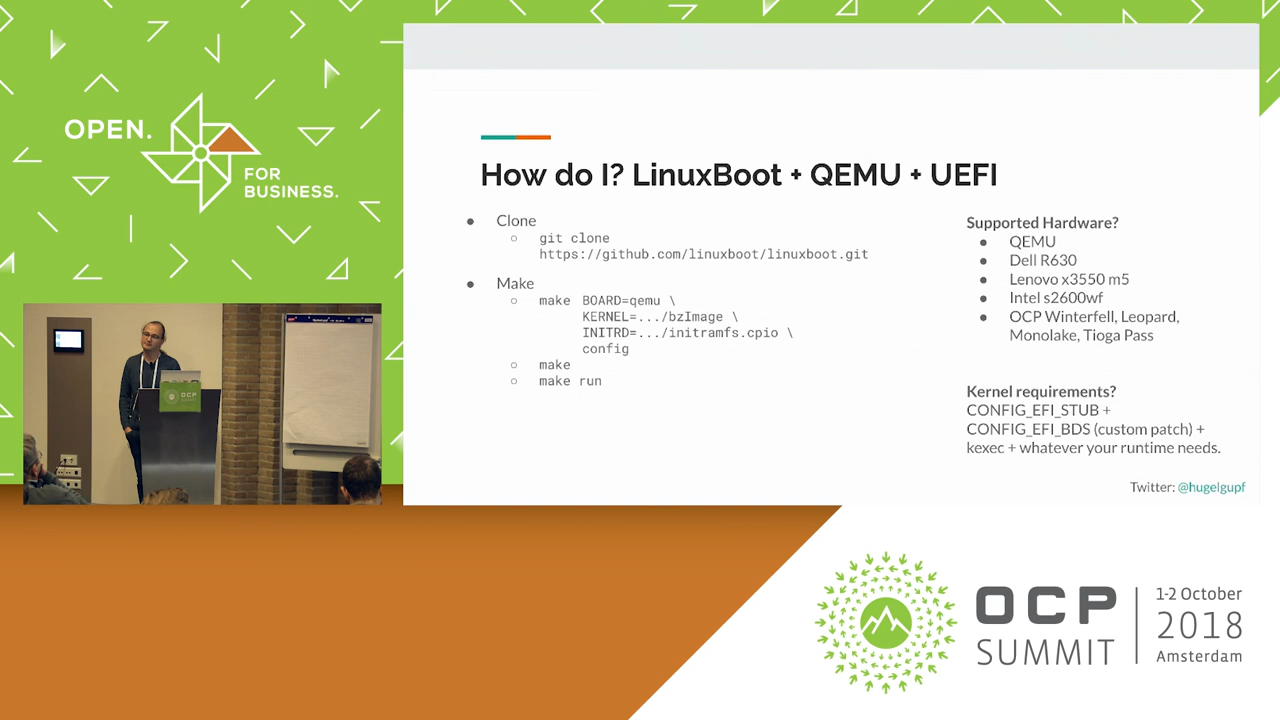 OPEN.
FOR
BUSINESS.
How do I? LinuxBoot + QEMU + UEFI
● Clone
○ git clone
https://github.com/linuxboot/linuxboot.git
● Make
○ make BOARD=qemu \
KERNEL=.../bzImage \
INITRD=.../initramfs.cpio \
config
○ make
○ make run
Supported Hardware?
● QEMU
● Dell R630
● Lenovo x3550 m5
● Intel s2600wf
● OCP Winterfell, Leopard,
Monolake, Tioga Pass
Kernel requirements?
CONFIG_EFI_STUB +
CONFIG_EFI_BDS (custom patch) +
kexec + whatever your runtime needs.
Twitter: @hugelgupf
OCP
SUMMIT
OCP
SUMMIT
1-2 October
2018
Amsterdam